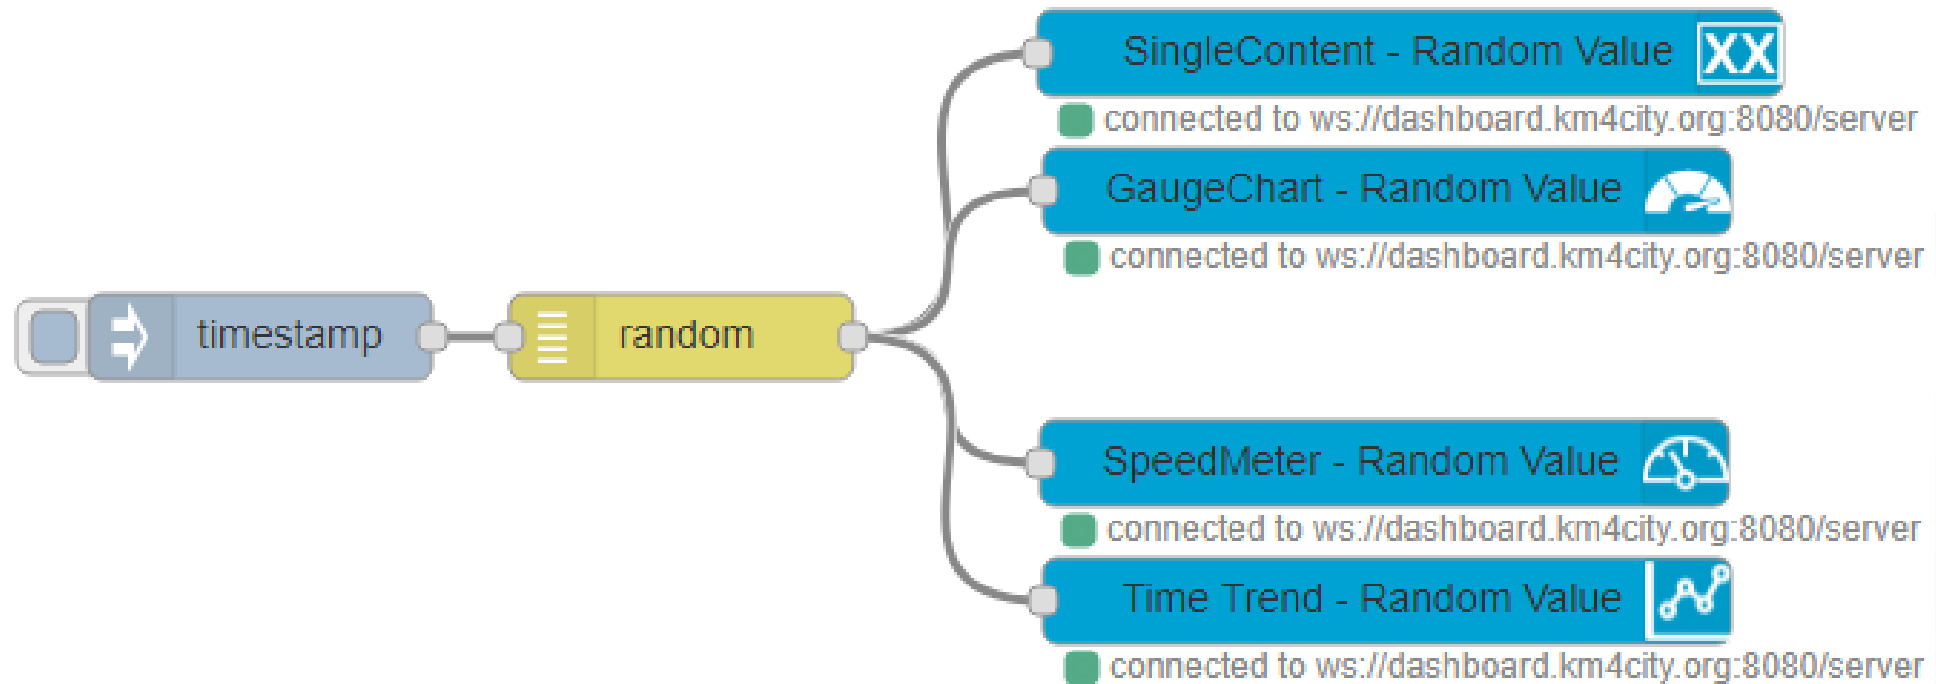 SingleContent - Random Value XX
connected to ws://dashboard.km4city.org:8080/server
GaugeChart - Random Value
connected to ws://dashboard.km4city.org:8080/server
timestamp
random
SpeedMeter - Random Value
connected to ws://dashboard.km4city.org:8080/server
Time Trend - Random Value
connected to ws://dashboard.km4city.org:8080/server